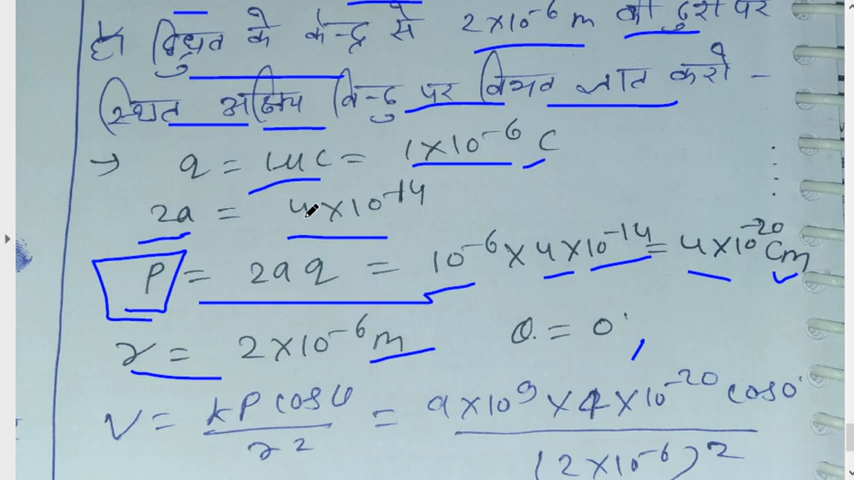 है। विद्युत के केन्द्र से 2×10⁻⁶ m की दूरी पर
स्थित अक्षिय बिन्दु पर विभव ज्ञात करो -
→ q = 1μC = 1×10⁻⁶ C
2a = 4×10⁻¹⁴
P = 2aq = 10⁻⁶×4×10⁻¹⁴ = 4×10⁻²⁰ Cm
r = 2×10⁻⁶m θ = 0°,
V = KP cosθ / r² = 9×10⁹×4×10⁻²⁰ cos0° / (2×10⁻⁶)²